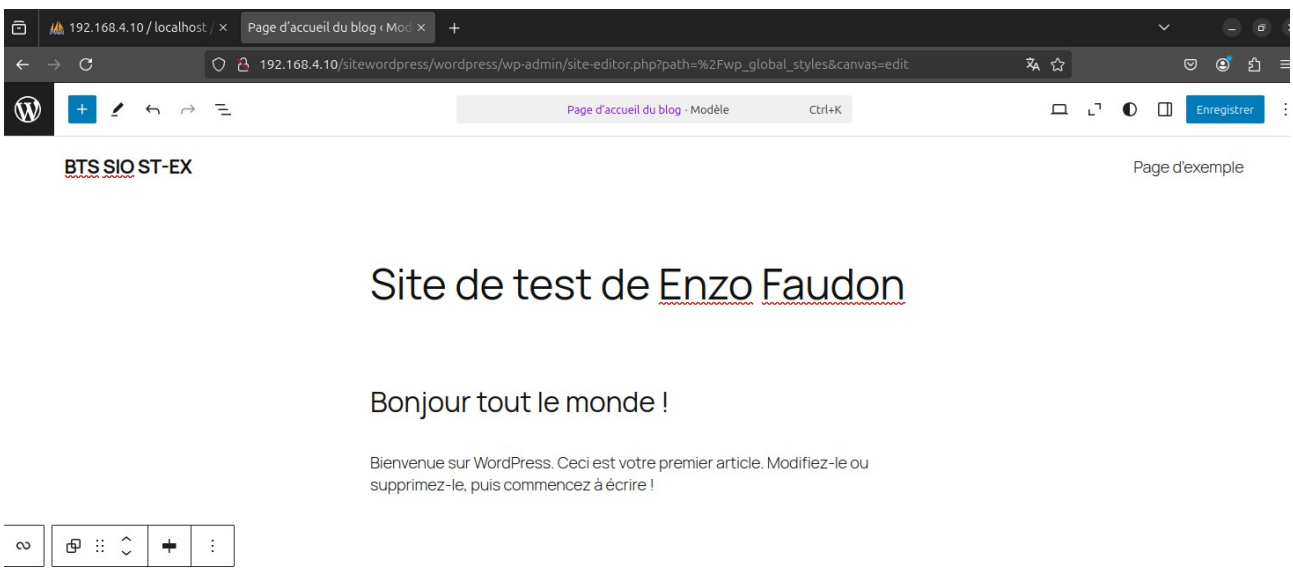 192.168.4.10 / localhost /
Page d'accueil du blog ‹ Mod
192.168.4.10/sitewordpress/wordpress/wp-admin/site-editor.php?path=%2Fwp_global_styles&canvas=edit
Page d'accueil du blog · Modèle Ctrl+K
Enregistrer
BTS SIO ST-EX
Page d'exemple
Site de test de Enzo Faudon
Bonjour tout le monde !
Bienvenue sur WordPress. Ceci est votre premier article. Modifiez-le ou
supprimez-le, puis commencez à écrire !